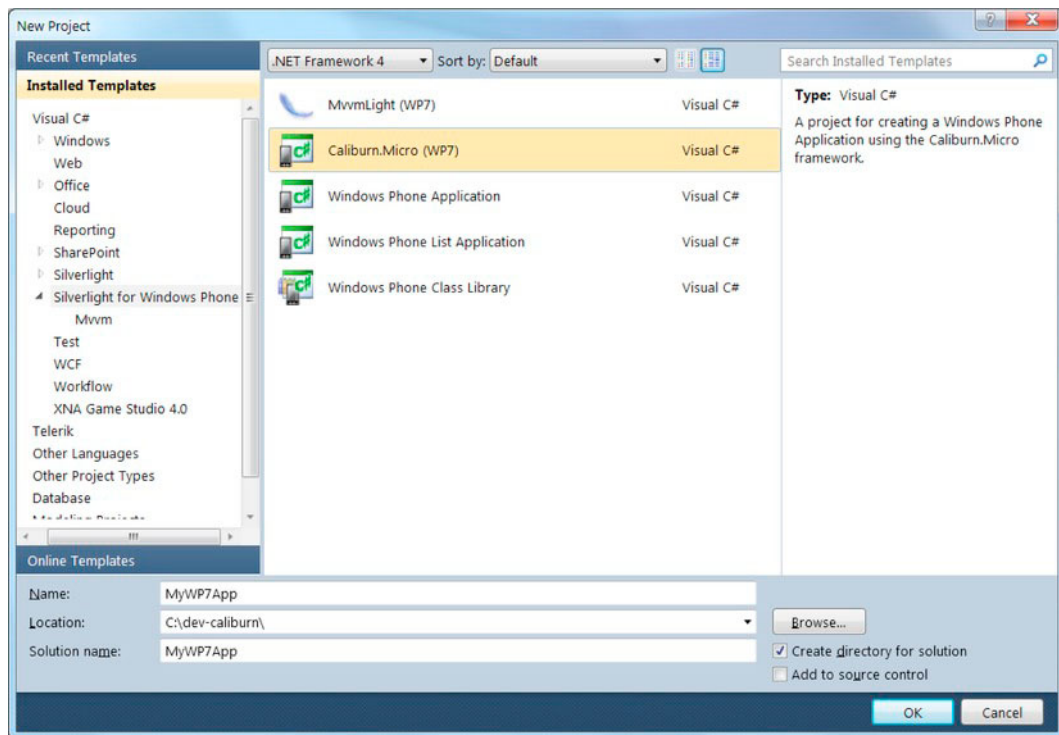 New Project
Recent Templates
Installed Templates
Visual C#
Windows
Web
Office
Cloud
Reporting
SharePoint
Silverlight
Silverlight for Windows Phone
Mvvm
Test
WCF
Workflow
XNA Game Studio 4.0
Telerik
Other Languages
Other Project Types
Database
Modeling Projects
Online Templates
.NET Framework 4 Sort by: Default
MvvmLight (WP7) Visual C#
Caliburn.Micro (WP7) Visual C#
Windows Phone Application Visual C#
Windows Phone List Application Visual C#
Windows Phone Class Library Visual C#
Search Installed Templates
Type: Visual C#
A project for creating a Windows Phone
Application using the Caliburn.Micro
framework.
Name: MyWP7App
Location: C:\dev-caliburn\
Browse...
Solution name: MyWP7App
Create directory for solution
Add to source control
OK Cancel